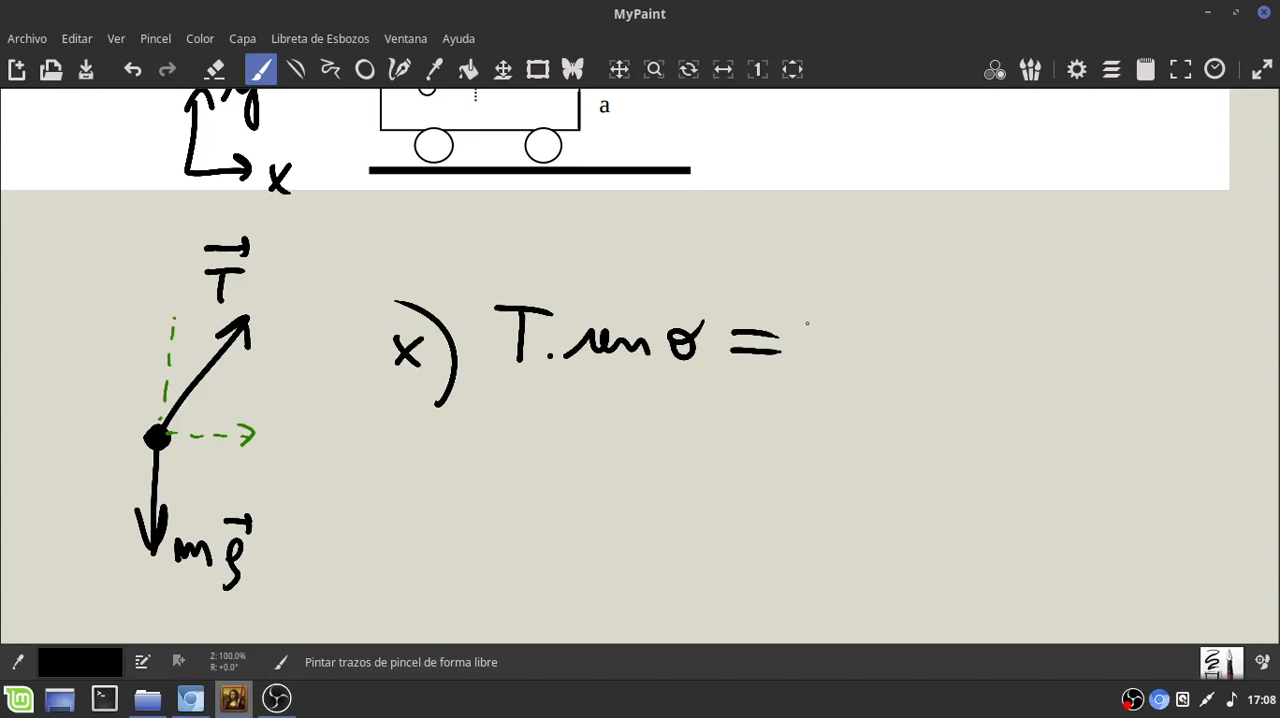 MyPaint
Archivo Editar Ver Pincel Color Capa Libreta de Esbozos Ventana Ayuda
1
y
a
x
T
x) T. sen σ =
m g
Z: 100.0%
R: +0.0°
Pintar trazos de pincel de forma libre
17:08